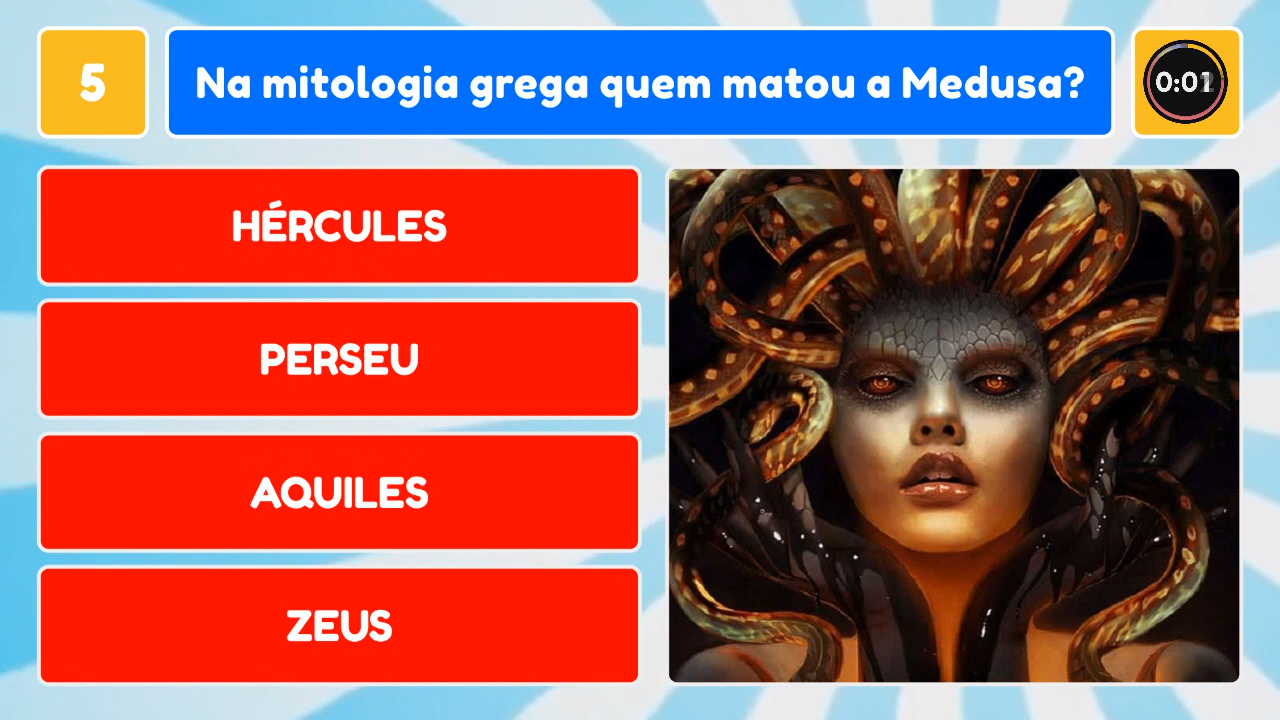 5
Na mitologia grega quem matou a Medusa?
0:01
HÉRCULES
PERSEU
AQUILES
ZEUS